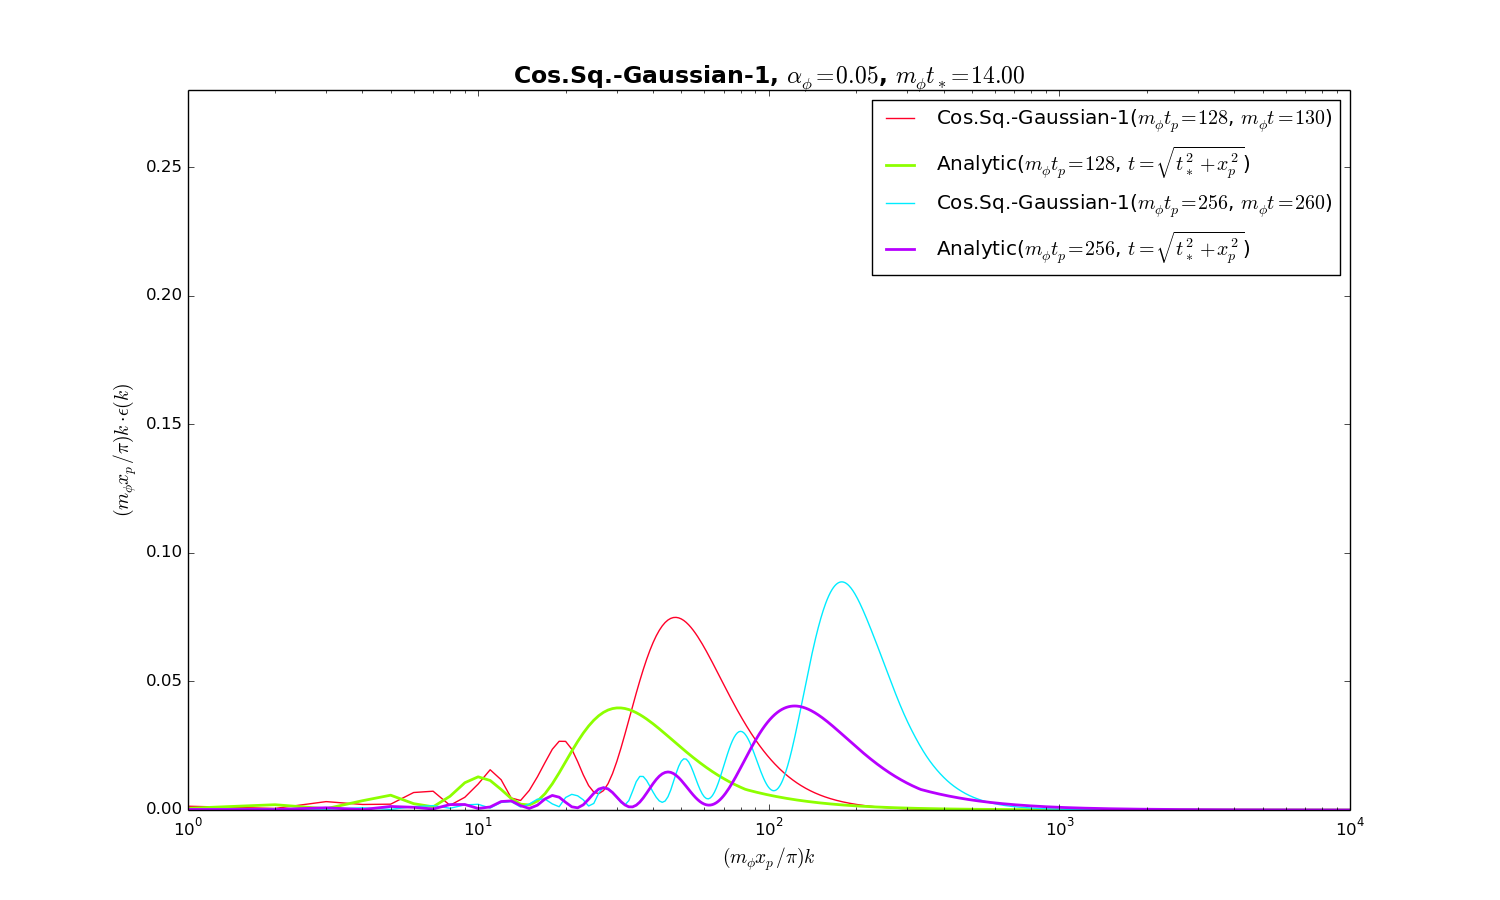 Cos.Sq.-Gaussian-1, α_ϕ=0.05, m_ϕt_*=14.00
Cos.Sq.-Gaussian-1(m_ϕt_p=128, m_ϕt=130)
Analytic(m_ϕt_p=128, t=√(t_*^2+x_p^2))
Cos.Sq.-Gaussian-1(m_ϕt_p=256, m_ϕt=260)
Analytic(m_ϕt_p=256, t=√(t_*^2+x_p^2))
(m_ϕx_p/π)k·ϵ(k)
0.25
0.20
0.15
0.10
0.05
0.00
10^0 10^1 10^2 10^3 10^4
(m_ϕx_p/π)k